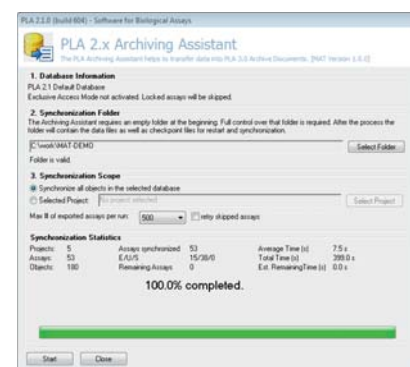 PLA 2.1.0 (build 604) - Software for Biological Assays
PLA 2.x Archiving Assistant
The PLA Archiving Assistant helps to transfer data into PLA 3.0 Archive Documents. [MAT Version 1.0.0]
1. Database Information
PLA 2.1 Default Database
Exclusive Access Mode not activated. Locked assays will be skipped.
2. Synchronization Folder
The Archiving Assistant requires an empty folder at the beginning. Full control over that folder is required. After the process the
folder will contain the data files as well as checkpoint files for restart and synchronization.
C:\work\MAT-DEMO Select Folder
Folder is valid.
3. Synchronization Scope
Synchronize all objects in the selected database
Selected Project: No project selected Select Project
Max # of exported assays per run: 500 retry skipped assays
Synchronization Statistics
Projects: 5 Assays synchronized 53 Average Time (s) 7.5 s
Assays: 53 E/U/S 15/38/0 Total Time (s) 399.0 s
Objects: 180 Remaining Assays 0 Est. Remaining Time (s) 0.0 s
100.0% completed.
Start Close